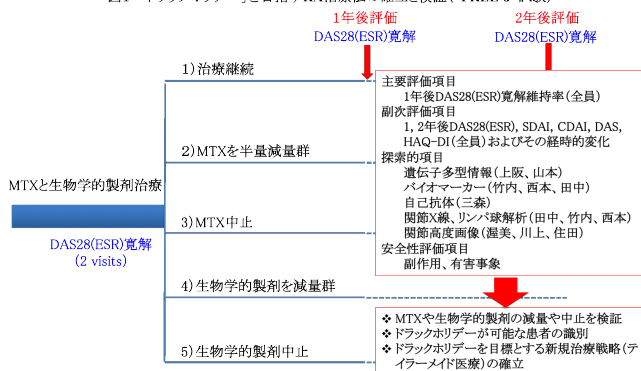 1年後評価
DAS28(ESR)寛解
2年後評価
DAS28(ESR)寛解
1)治療継続
2)MTXを半量減量群
MTXと生物学的製剤治療
3)MTX中止
DAS28(ESR)寛解
(2 visits)
4)生物学的製剤を減量群
5)生物学的製剤中止
主要評価項目
1年後DAS28(ESR)寛解維持率(全員)
副次評価項目
1, 2年後DAS28(ESR), SDAI, CDAI, DAS,
HAQ-DI(全員)およびその経時的変化
探索的項目
遺伝子多型情報(上阪、山本)
バイオマーカー(竹内、西本、田中)
自己抗体(三森)
関節X線、リンパ球解析(田中、竹内、西本)
関節高度画像(渥美、川上、住田)
安全性評価項目
副作用、有害事象
❖ MTXや生物学的製剤の減量や中止を検証
❖ ドラックホリデーが可能な患者の識別
❖ ドラックホリデーを目標とする新規治療戦略(テ
イラーメイド医療)の確立